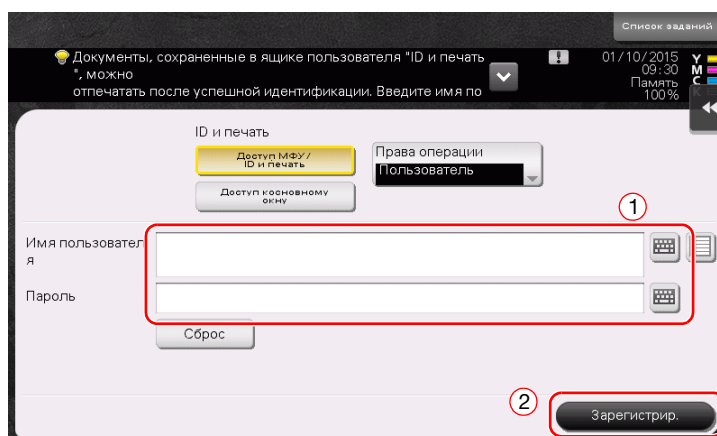 Список заданий
Документы, сохраненные в ящике пользователя "ID и печать
", можно
отпечатать после успешной идентификации. Введите имя по
01/10/2015
09:30
Память
100%
Y
M
C
K
ID и печать
Доступ МФУ/
ID и печать
Права операции
Пользователь
Доступ косновному
окну
1
Имя пользовател
я
Пароль
Сброс
2
Зарегистрир.